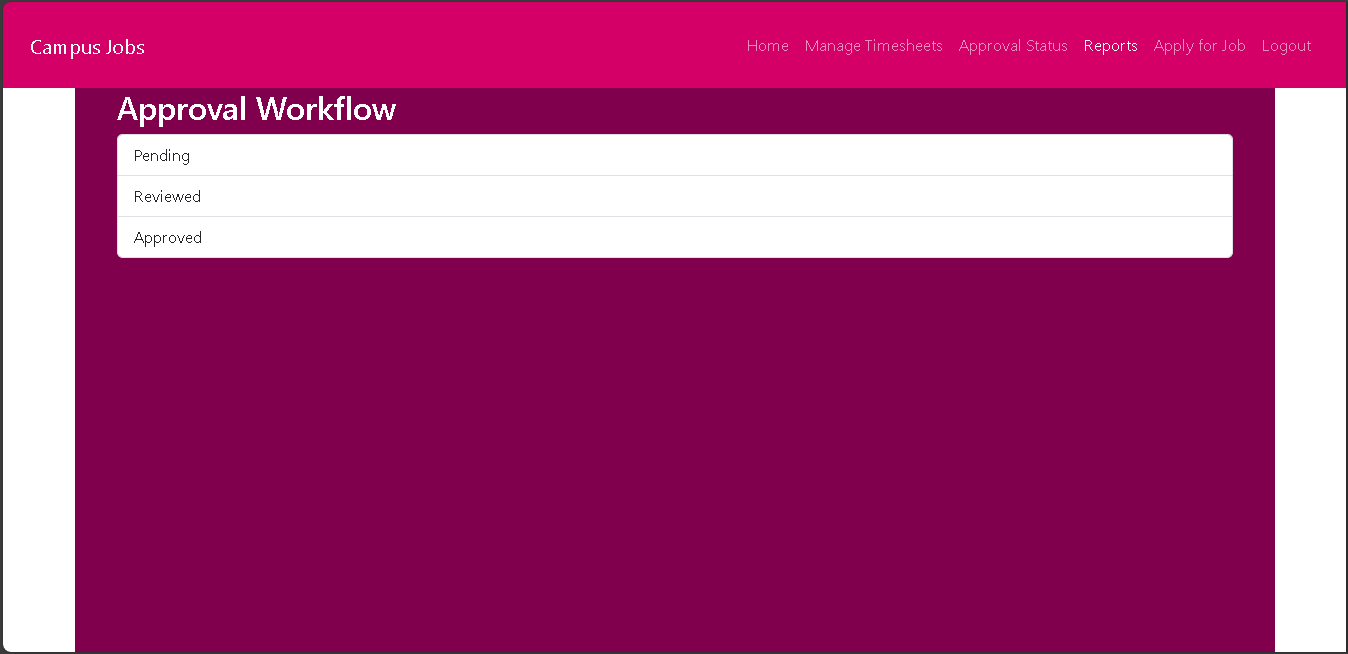 Campus Jobs
Home Manage Timesheets Approval Status Reports Apply for Job Logout
Approval Workflow
Pending
Reviewed
Approved